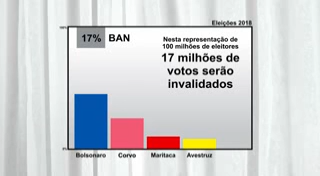 Eleições 2018
100%
17% BAN
Nesta representação de
100 milhões de eleitores
17 milhões de
votos serão
invalidados
Bolsonaro Corvo Maritaca Avestruz